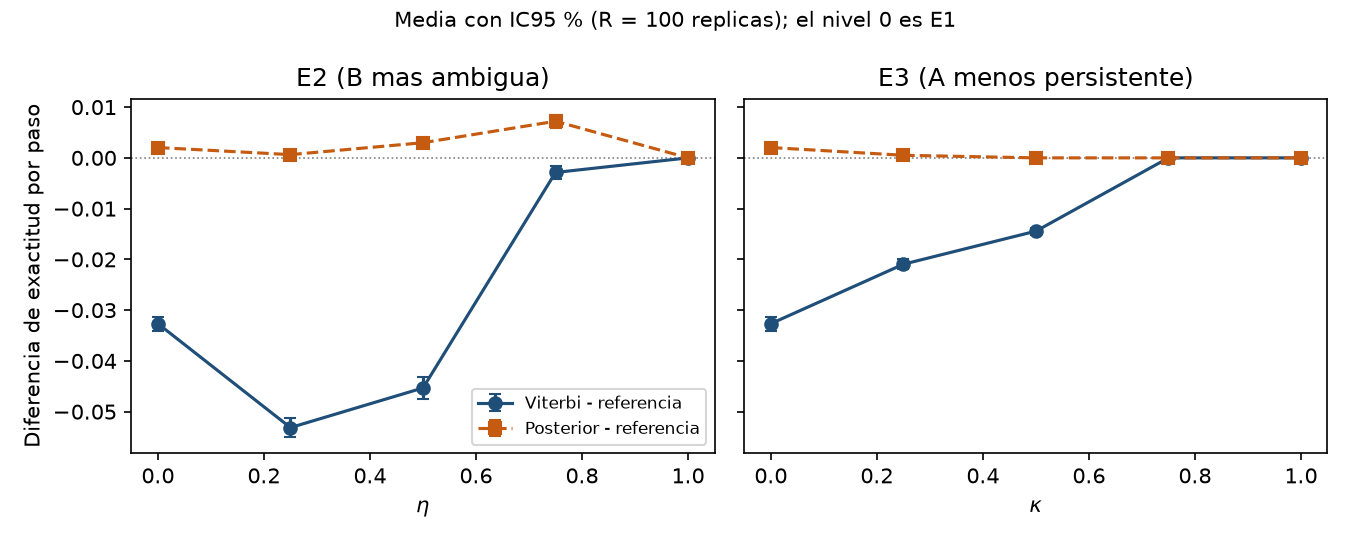 Media con IC95 % (R = 100 replicas); el nivel 0 es E1
E2 (B mas ambigua)
E3 (A menos persistente)
Diferencia de exactitud por paso
0.01
0.00
−0.01
−0.02
−0.03
−0.04
−0.05
Viterbi - referencia
Posterior - referencia
0.0 0.2 0.4 0.6 0.8 1.0
η
0.0 0.2 0.4 0.6 0.8 1.0
κ